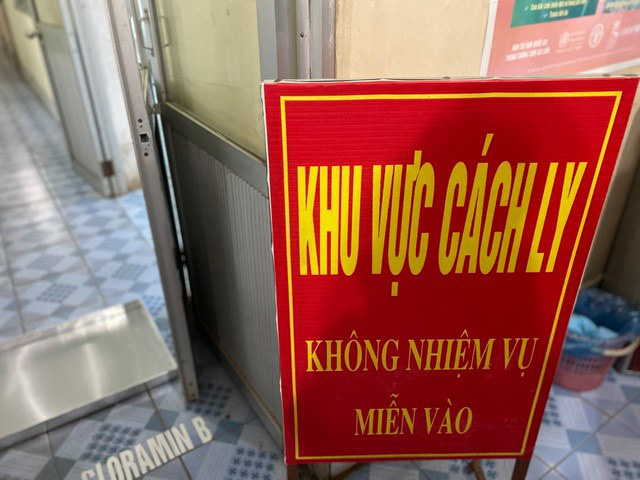 KHU VỰC CÁCH LY
KHÔNG NHIỆM VỤ
MIỄN VÀO
CLORAMIN B